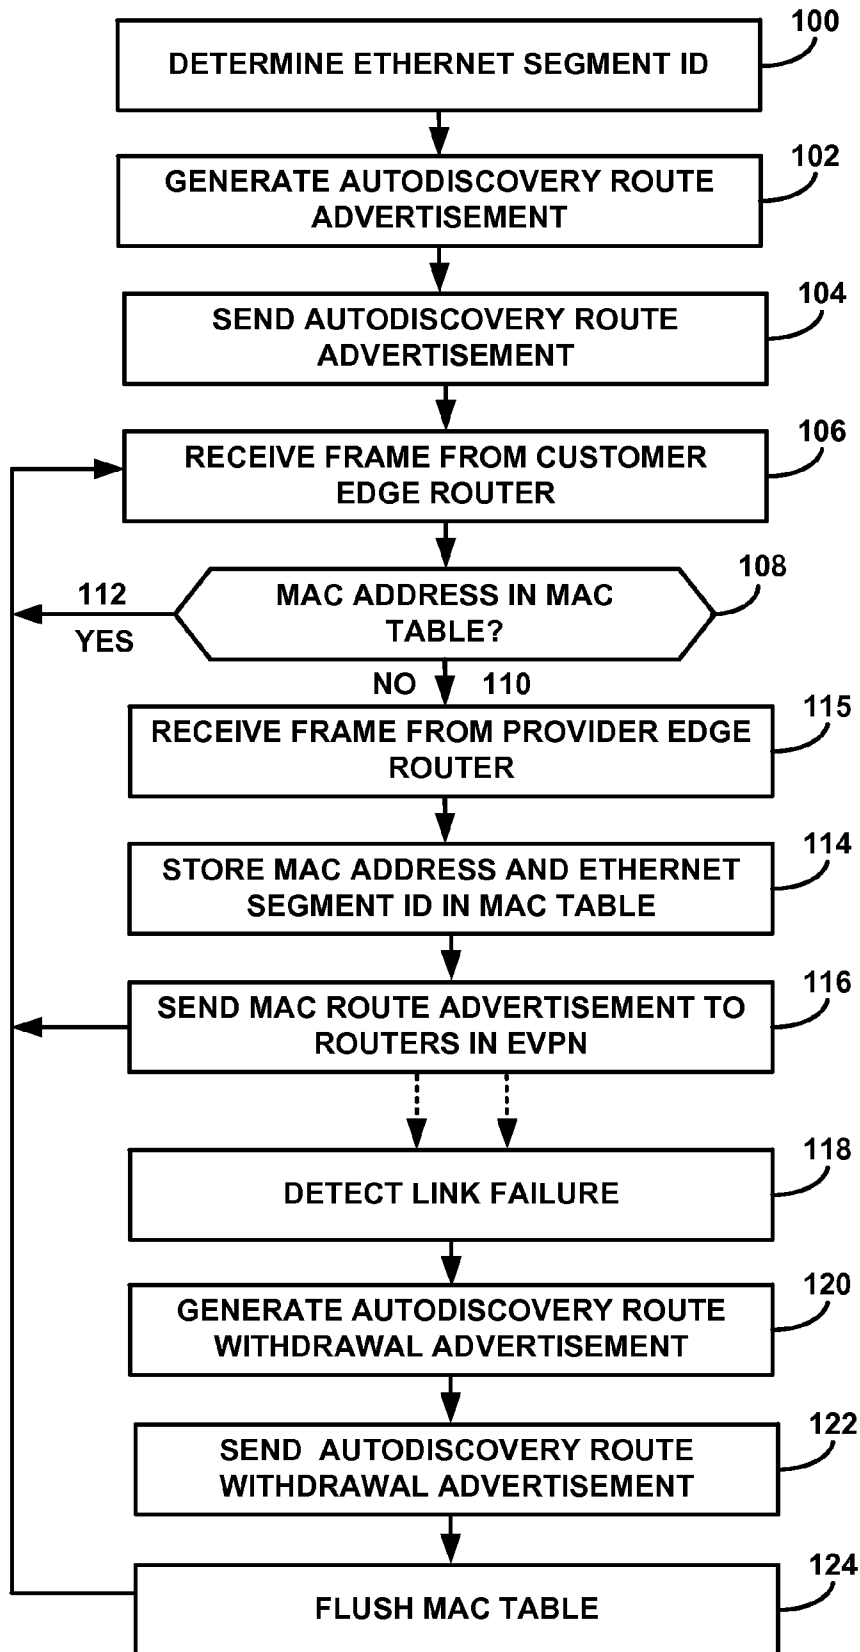 100
DETERMINE ETHERNET SEGMENT ID
102
GENERATE AUTODISCOVERY ROUTE
ADVERTISEMENT
104
SEND AUTODISCOVERY ROUTE
ADVERTISEMENT
106
RECEIVE FRAME FROM CUSTOMER
EDGE ROUTER
108
MAC ADDRESS IN MAC
TABLE?
112
YES
NO 110
115
RECEIVE FRAME FROM PROVIDER EDGE
ROUTER
114
STORE MAC ADDRESS AND ETHERNET
SEGMENT ID IN MAC TABLE
116
SEND MAC ROUTE ADVERTISEMENT TO
ROUTERS IN EVPN
118
DETECT LINK FAILURE
120
GENERATE AUTODISCOVERY ROUTE
WITHDRAWAL ADVERTISEMENT
122
SEND AUTODISCOVERY ROUTE
WITHDRAWAL ADVERTISEMENT
124
FLUSH MAC TABLE